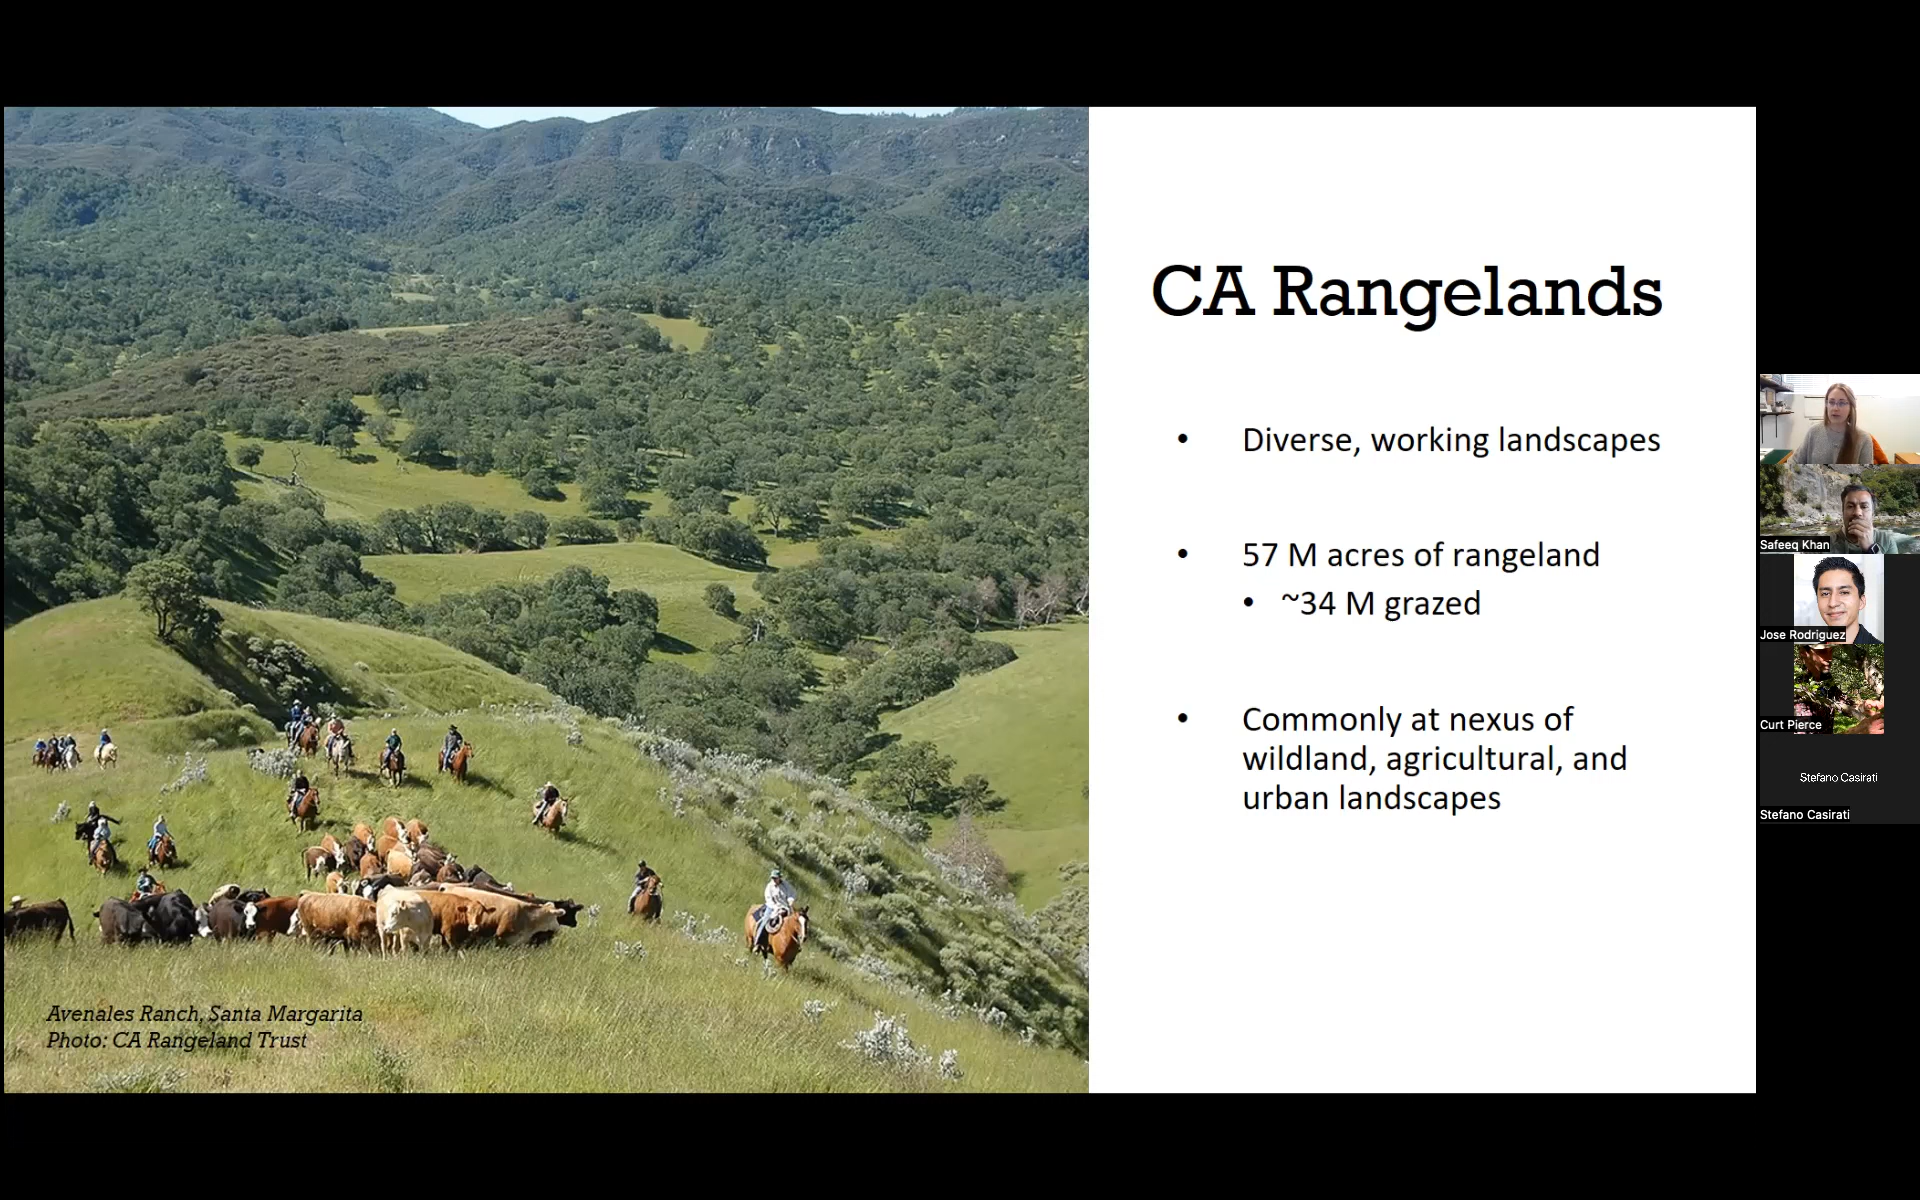 CA Rangelands
• Diverse, working landscapes
• 57 M acres of rangeland
• ~34 M grazed
• Commonly at nexus of
wildland, agricultural, and
urban landscapes
Avenales Ranch, Santa Margarita
Photo: CA Rangeland Trust
Safeeq Khan
Jose Rodriguez
Curt Pierce
Stefano Casirati
Stefano Casirati